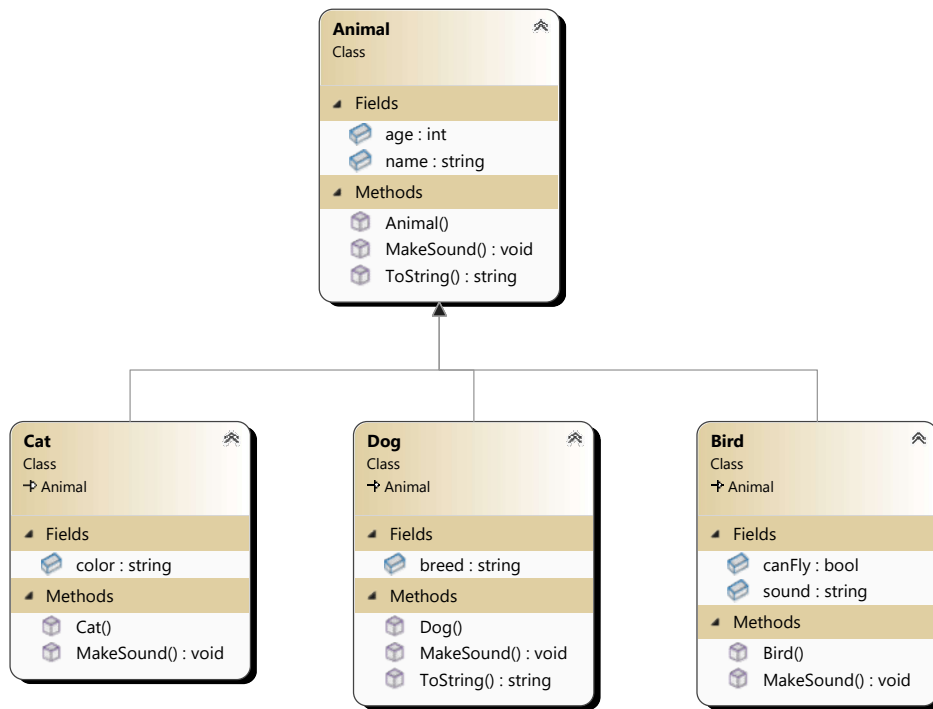 Animal
Class
Fields
age : int
name : string
Methods
Animal()
MakeSound() : void
ToString() : string
Cat
Class
Animal
Fields
color : string
Methods
Cat()
MakeSound() : void
Dog
Class
Animal
Fields
breed : string
Methods
Dog()
MakeSound() : void
ToString() : string
Bird
Class
Animal
Fields
canFly : bool
sound : string
Methods
Bird()
MakeSound() : void